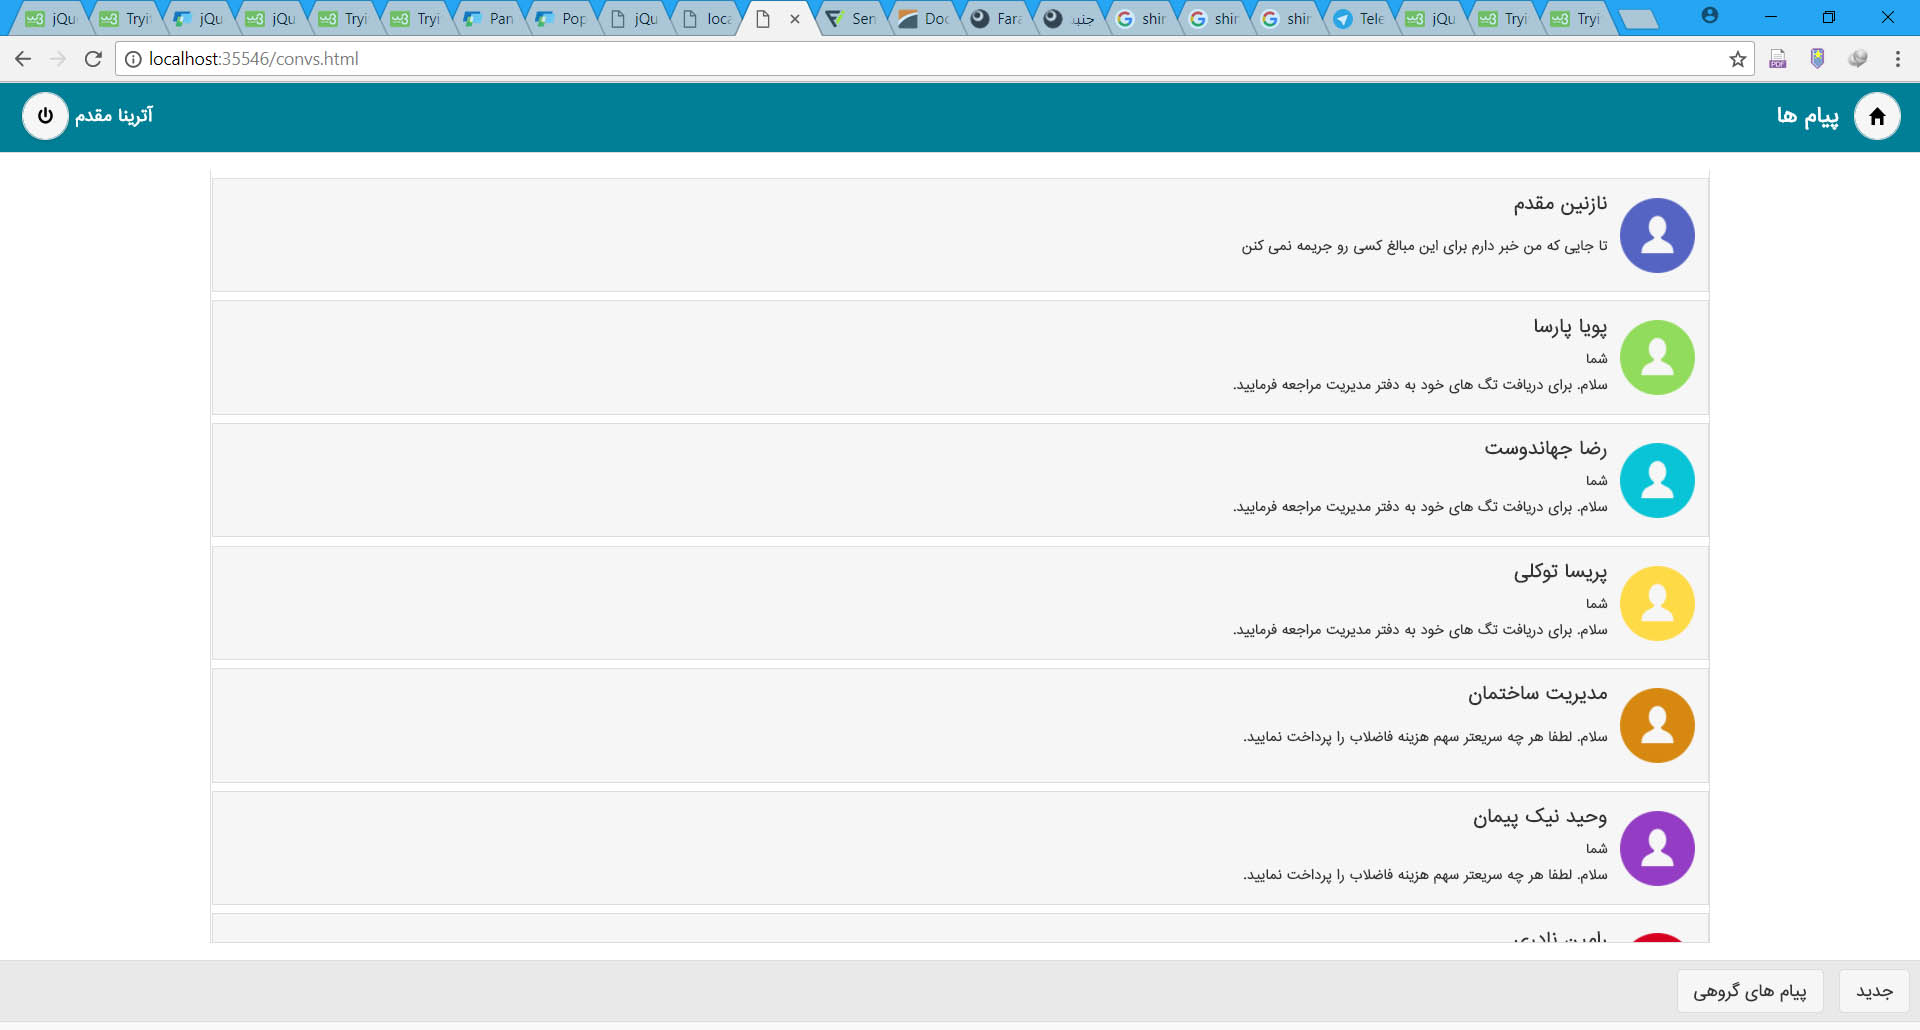 jQu
Tryi
jQu
jQu
Tryi
Tryi
Pan
Pop
jQu
loca
Sen
Doc
Fara
جنبه
shir
shir
shir
Tele
jQu
Tryi
Tryi
localhost:35546/convs.html
PDF
پیام ها
آترینا مقدم
نازنین مقدم
تا جایی که من خبر دارم برای این مبالغ کسی رو جریمه نمی کنن
پویا پارسا
شما
سلام. برای دریافت تگ های خود به دفتر مدیریت مراجعه فرمایید.
رضا جهاندوست
شما
سلام. برای دریافت تگ های خود به دفتر مدیریت مراجعه فرمایید.
پریسا توکلی
شما
سلام. برای دریافت تگ های خود به دفتر مدیریت مراجعه فرمایید.
مدیریت ساختمان
سلام. لطفا هر چه سریعتر سهم هزینه فاضلاب را پرداخت نمایید.
وحید نیک پیمان
شما
سلام. لطفا هر چه سریعتر سهم هزینه فاضلاب را پرداخت نمایید.
رامین نادری
جدید
پیام های گروهی